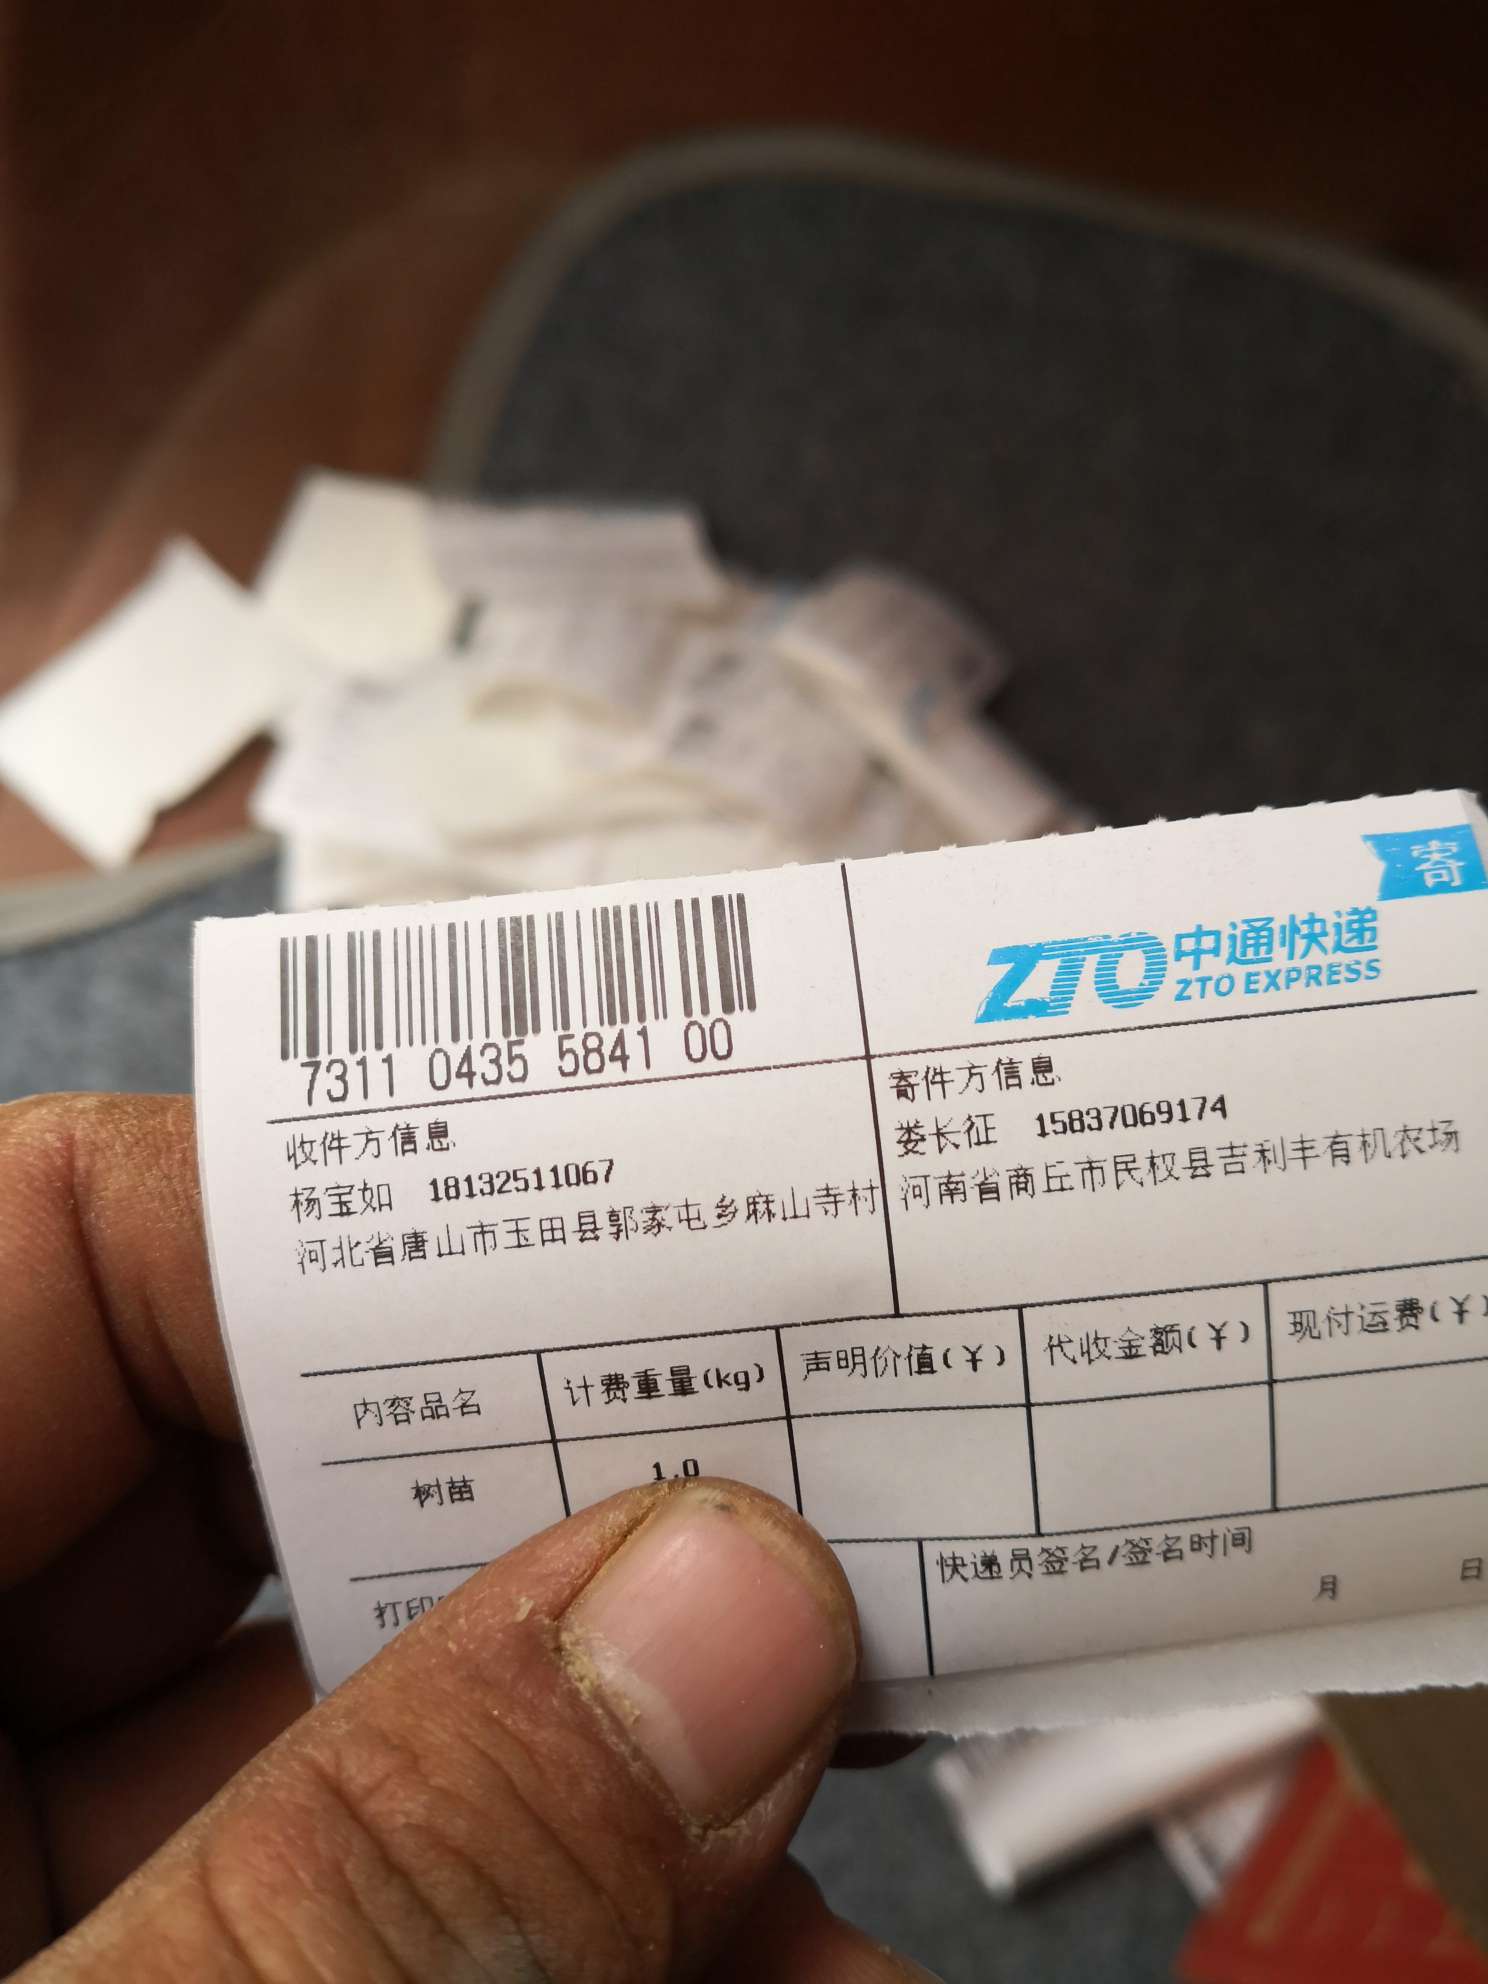 寄
ZTO 中通快递
ZTO EXPRESS
7311 0435 5841 00
收件方信息
杨宝如 18132511067
河北省唐山市玉田县郭家屯乡麻山寺村
寄件方信息
娄长征 15837069174
河南省商丘市民权县吉利丰有机农场
内容品名 计费重量(kg) 声明价值(¥) 代收金额(¥) 现付运费(¥)
树苗 1.0
打印
快递员签名/签名时间
月 日